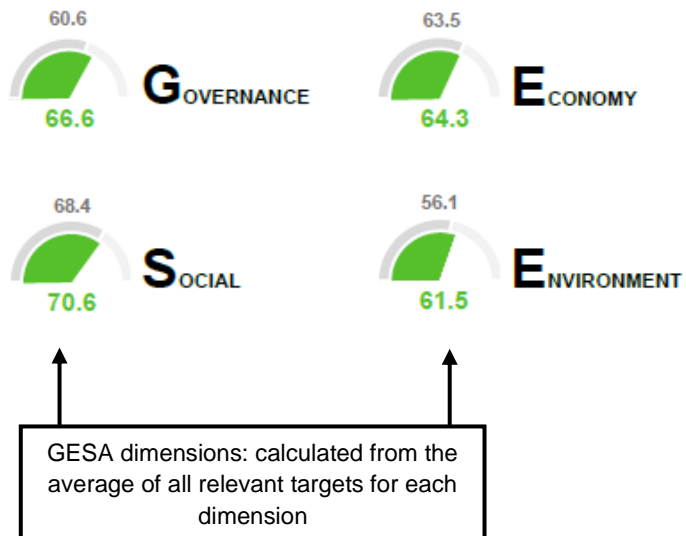 60.6
GOVERNANCE
66.6
63.5
ECONOMY
64.3
68.4
SOCIAL
70.6
56.1
ENVIRONMENT
61.5
GESA dimensions: calculated from the
average of all relevant targets for each
dimension